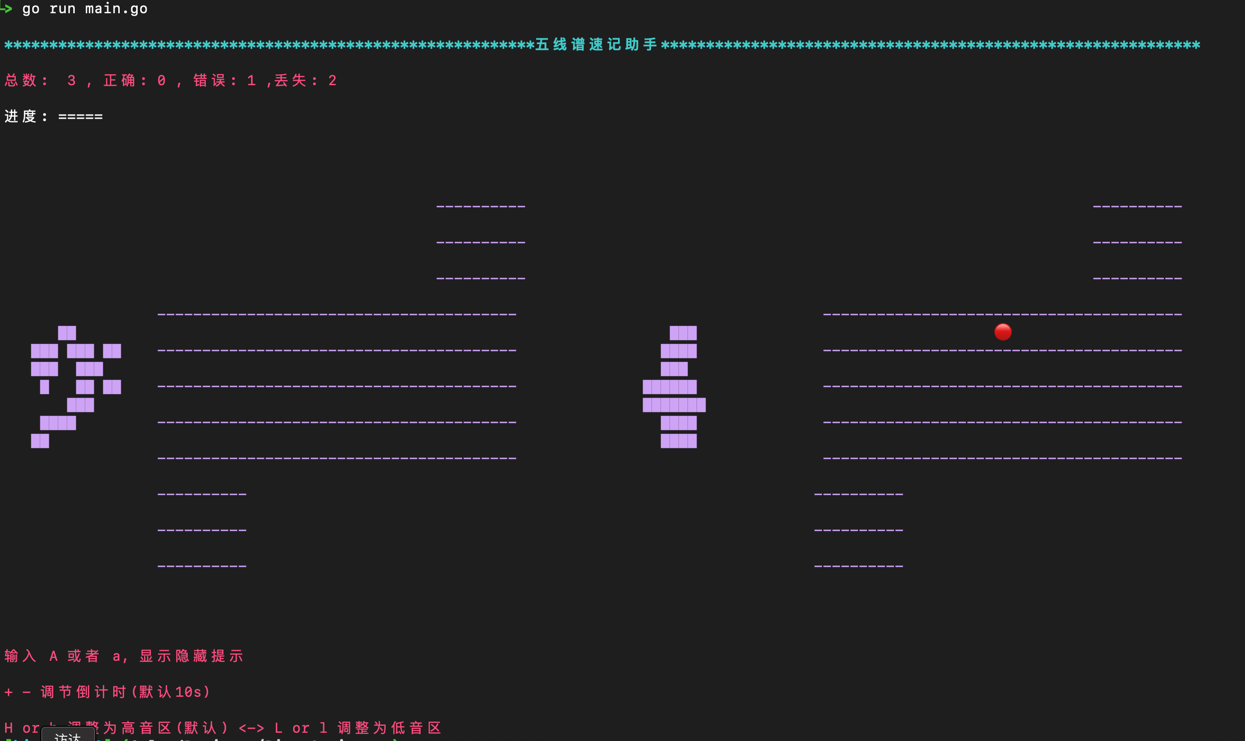 -> go run main.go
***********************************************************五线谱速记助手************************************************************
总数： 3 , 正确: 0 , 错误: 1 ,丢失: 2
进度: =====
输入 A 或者 a, 显示隐藏提示
+ - 调节倒计时(默认10s)
H or 调整为高音区(默认) <-> L or l 调整为低音区
访达